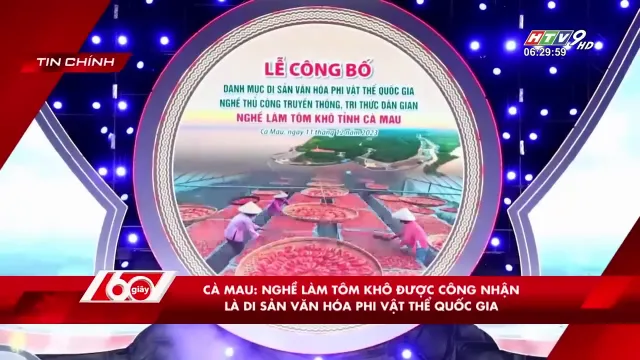 TIN CHÍNH
HTV9 HD
06:29:59
LỄ CÔNG BỐ
DANH MỤC DI SẢN VĂN HÓA PHI VẬT THỂ QUỐC GIA
NGHỀ THỦ CÔNG TRUYỀN THỐNG, TRI THỨC DÂN GIAN
NGHỀ LÀM TÔM KHÔ TỈNH CÀ MAU
Cà Mau, ngày 11 tháng 12 năm 2023
60 giây
CÀ MAU: NGHỀ LÀM TÔM KHÔ ĐƯỢC CÔNG NHẬN
LÀ DI SẢN VĂN HÓA PHI VẬT THỂ QUỐC GIA